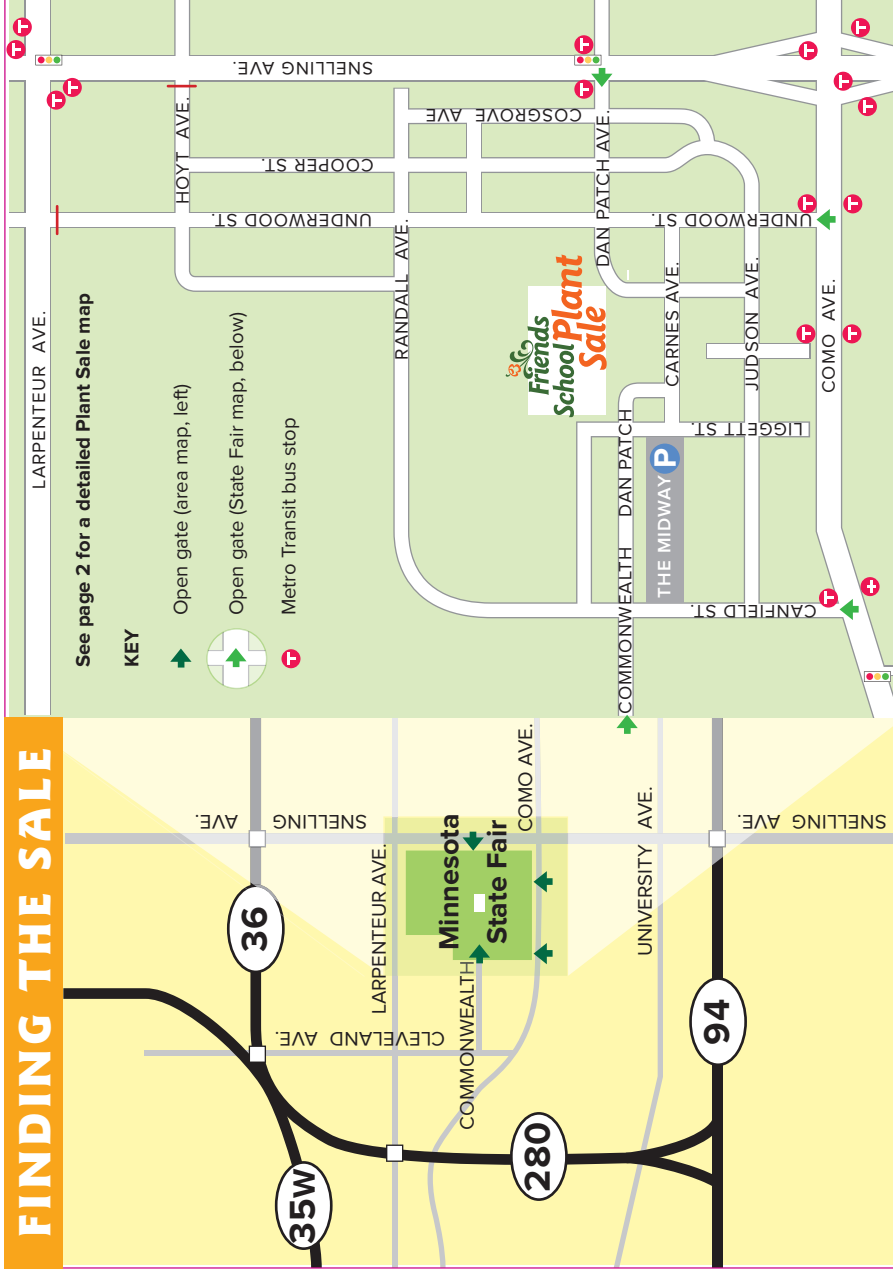 FINDING THE SALE
36
35W
280
94
SNELLING AVE.
SNELLING AVE.
LARPENTEUR AVE.
CLEVELAND AVE.
COMMONWEALTH
COMO AVE.
UNIVERSITY AVE.
Minnesota
State Fair
LARPENTEUR AVE.
See page 2 for a detailed Plant Sale map
KEY
Open gate (area map, left)
Open gate (State Fair map, below)
T Metro Transit bus stop
SNELLING AVE.
HOYT AVE.
COOPER ST.
UNDERWOOD ST.
RANDALL AVE.
COSGROVE AVE
DAN PATCH AVE.
UNDERWOOD ST.
Friends
School Plant
Sale
CARNES AVE.
JUDSON AVE.
COMO AVE.
LIGGETT ST.
COMMONWEALTH DAN PATCH
THE MIDWAY P
CANFIELD ST.